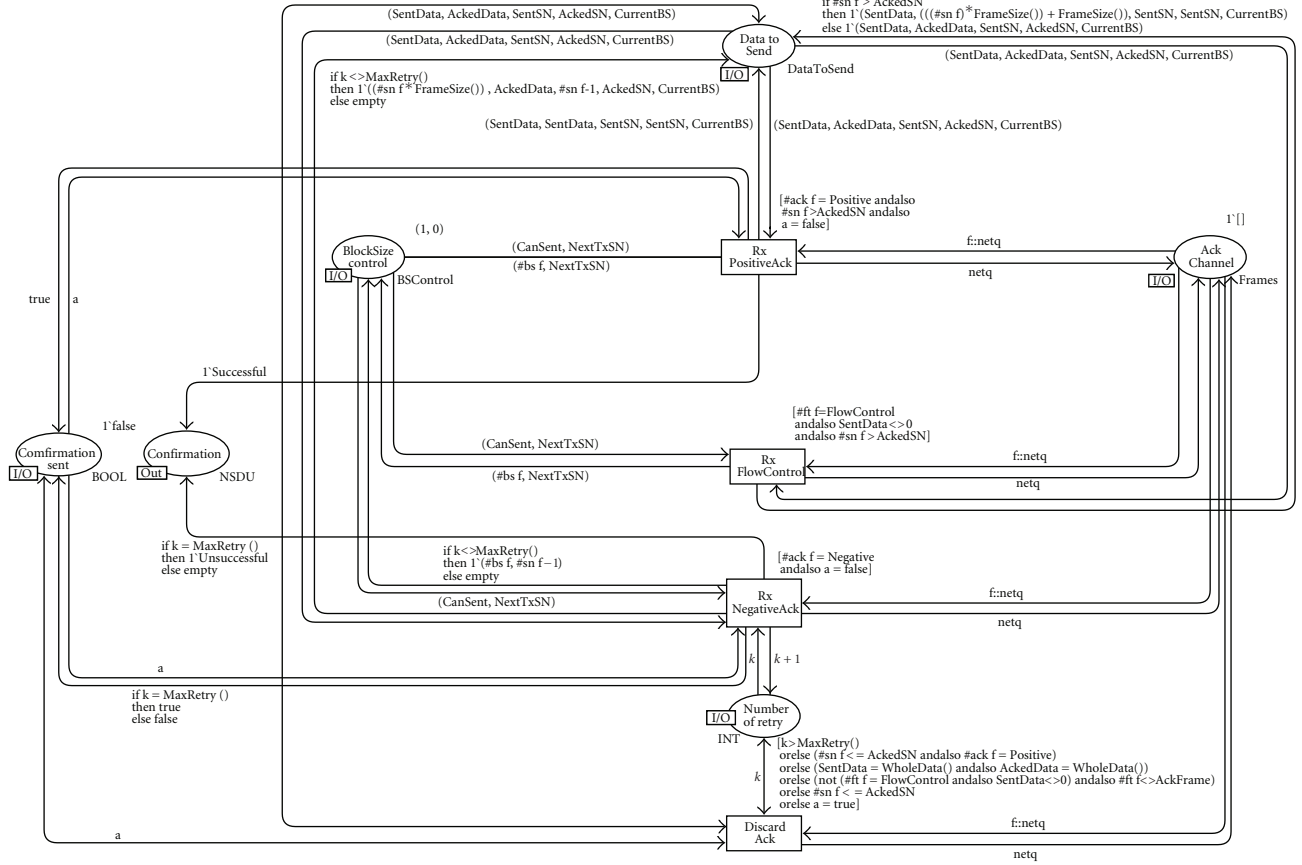 (SentData, AckedData, SentSN, AckedSN, CurrentBS)
if #sn f > AckedSN
then 1`(SentData, (((#sn f)*FrameSize()) + FrameSize()), SentSN, SentSN, CurrentBS)
else 1`(SentData, AckedData, SentSN, AckedSN, CurrentBS)
(SentData, AckedData, SentSN, AckedSN, CurrentBS)
Data to
Send
I/O
DataToSend
(SentData, AckedData, SentSN, AckedSN, CurrentBS)
if k <>MaxRetry()
then 1`((#sn f*FrameSize()) , AckedData, #sn f-1, AckedSN, CurrentBS)
else empty
(SentData, SentData, SentSN, SentSN, CurrentBS)
(SentData, AckedData, SentSN, AckedSN, CurrentBS)
[#ack f = Positive andalso
#sn f >AckedSN andalso
a = false]
(1, 0)
1`[]
BlockSize
control
I/O
BSControl
(CanSent, NextTxSN)
(#bs f, NextTxSN)
Rx
PositiveAck
f::netq
netq
Ack
Channel
I/O
Frames
true
a
1`Successful
1`false
Comfirmation
sent
I/O
BOOL
Confirmation
Out
NSDU
[#ft f=FlowControl
andalso SentData<>0
andalso #sn f >AckedSN]
(CanSent, NextTxSN)
(#bs f, NextTxSN)
Rx
FlowControl
f::netq
netq
if k = MaxRetry ()
then 1`Unsuccessful
else empty
if k<>MaxRetry()
then 1`(#bs f, #sn f−1)
else empty
(CanSent, NextTxSN)
[#ack f = Negative
andalso a = false]
Rx
NegativeAck
f::netq
netq
a
if k = MaxRetry ()
then true
else false
k
k + 1
Number
of retry
I/O
INT
[k>MaxRetry()
orelse (#sn f < = AckedSN andalso #ack f = Positive)
orelse (SentData = WholeData() andalso AckedData = WholeData())
orelse (not (#ft f = FlowControl andalso SentData<>0) andalso #ft f<>AckFrame)
orelse #sn f < = AckedSN
orelse a = true]
k
a
Discard
Ack
f::netq
netq